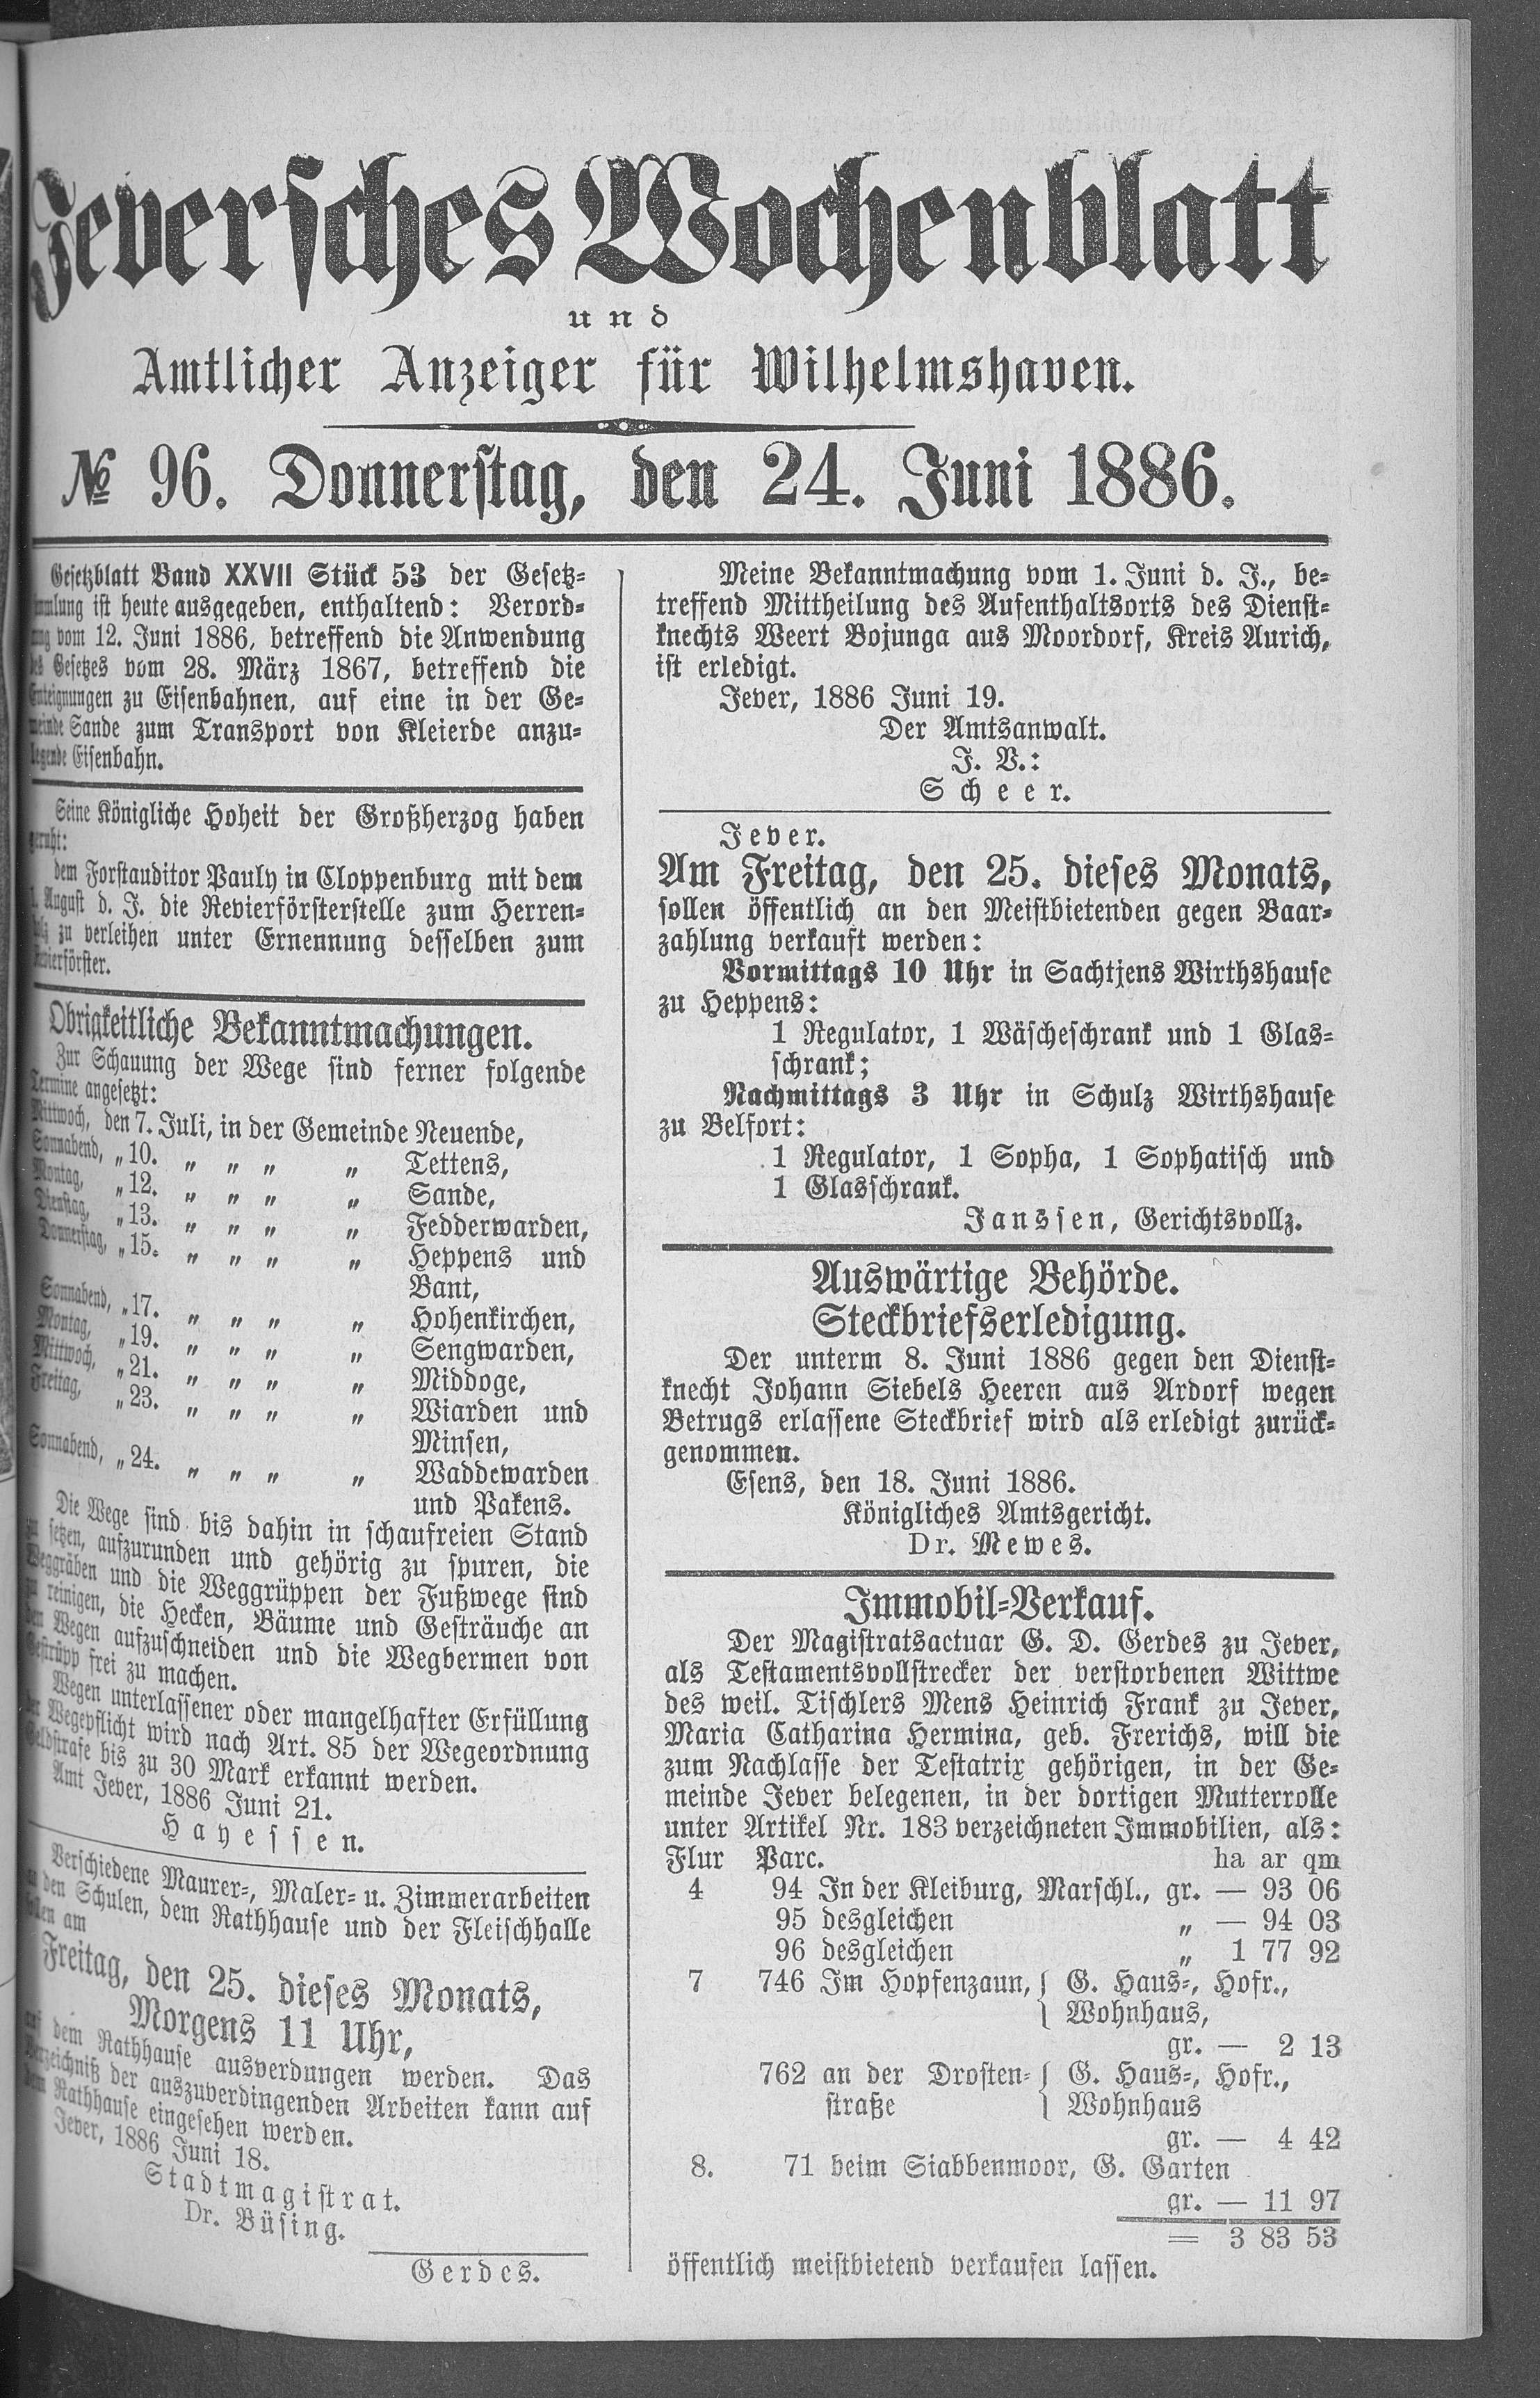 Jeversches Wochenblatt
und
Amtlicher Anzeiger für Wilhelmshaven.
№ 96. Donnerstag, den 24. Juni 1886.
Gesetzblatt Band XXVII Stück 53 der Gesetz-
ist heute ausgegeben, enthaltend: Verord-
vom 12. Juni 1886, betreffend die Anwendung
des Gesetzes vom 28. März 1867, betreffend die
Enteignungen zu Eisenbahnen, auf eine in der Ge-
meinde Sande zum Transport von Kleierde anzu-
legende Eisenbahn.
Seine Königliche Hoheit der Großherzog haben
geruht:
dem Forstauditor Pauly in Cloppenburg mit dem
1. August d. J. die Revierförsterstelle zum Herren-
zu verleihen unter Ernennung desselben zum
Revierförster.
Obrigkeitliche Bekanntmachungen.
Zur Schauung der Wege sind ferner folgende
Termine angesetzt:
Mittwoch, den 7. Juli, in der Gemeinde Neuende,
Sonnabend, „ 10. „ „ „ „ Tettens,
Montag, „ 12. „ „ „ „ Sande,
Dienstag, „ 13. „ „ „ „ Fedderwarden,
Donnerstag, „ 15. „ „ „ „ Heppens und
Bant,
Sonnabend, „ 17. „ „ „ „ Hohenkirchen,
Montag, „ 19. „ „ „ „ Sengwarden,
Mittwoch, „ 21. „ „ „ „ Middoge,
Freitag, „ 23. „ „ „ „ Wiarden und
Minsen,
Sonnabend, „ 24. „ „ „ „ Waddewarden
und Pakens.
Die Wege sind bis dahin in schaufreien Stand
zu setzen, aufzurunden und gehörig zu spuren, die
Weggräben und die Weggrüppen der Fußwege sind
zu reinigen, die Hecken, Bäume und Gesträuche an
den Wegen aufzuschneiden und die Wegbermen von
Gestrüpp frei zu machen.
Wegen unterlassener oder mangelhafter Erfüllung
der Wegepflicht wird nach Art. 85 der Wegeordnung
Geldstrafe bis zu 30 Mark erkannt werden.
Amt Jever, 1886 Juni 21.
Hayessen.
Verschiedene Maurer-, Maler- u. Zimmerarbeiten
an den Schulen, dem Rathhause und der Fleischhalle
sollen am
Freitag, den 25. dieses Monats,
Morgens 11 Uhr,
auf dem Rathhause ausverdungen werden. Das
Verzeichniß der auszuverdingenden Arbeiten kann auf
dem Rathhause eingesehen werden.
Jever, 1886 Juni 18.
Stadtmagistrat.
Dr. Büsing.
Gerdes.
Meine Bekanntmachung vom 1. Juni d. J., be-
treffend Mittheilung des Aufenthaltsorts des Dienst-
knechts Weert Bojunga aus Moordorf, Kreis Aurich,
ist erledigt.
Jever, 1886 Juni 19.
Der Amtsanwalt.
J. V.:
Scheer.
Jever.
Am Freitag, den 25. dieses Monats,
sollen öffentlich an den Meistbietenden gegen Baar-
zahlung verkauft werden:
Vormittags 10 Uhr in Sachtjens Wirthshause
zu Heppens:
1 Regulator, 1 Wäscheschrank und 1 Glas-
schrank;
Nachmittags 3 Uhr in Schulz Wirthshause
zu Belfort:
1 Regulator, 1 Sopha, 1 Sophatisch und
1 Glasschrank.
Janssen, Gerichtsvollz.
Auswärtige Behörde.
Steckbriefserledigung.
Der unterm 8. Juni 1886 gegen den Dienst-
knecht Johann Siebels Heeren aus Ardorf wegen
Betrugs erlassene Steckbrief wird als erledigt zurück-
genommen.
Esens, den 18. Juni 1886.
Königliches Amtsgericht.
Dr. Mewes.
Immobil-Verkauf.
Der Magistratsactuar G. D. Gerdes zu Jever,
als Testamentsvollstrecker der verstorbenen Wittwe
des weil. Tischlers Mens Heinrich Frank zu Jever,
Maria Catharina Hermina, geb. Frerichs, will die
zum Nachlasse der Testatrix gehörigen, in der Ge-
meinde Jever belegenen, in der dortigen Mutterrolle
unter Artikel Nr. 183 verzeichneten Immobilien, als:
Flur Parc. ha ar qm
4 94 In der Kleiburg, Marschl., gr. — 93 06
95 desgleichen „ — 94 03
96 desgleichen „ 1 77 92
7 746 Im Hopfenzaun, { G. Haus-, Hofr.,
Wohnhaus,
gr. — 2 13
762 an der Drosten- { G. Haus-, Hofr.,
straße Wohnhaus
gr. — 4 42
8. 71 beim Siabbenmoor, G. Garten
gr. — 11 97
= 3 83 53
öffentlich meistbietend verkaufen lassen.